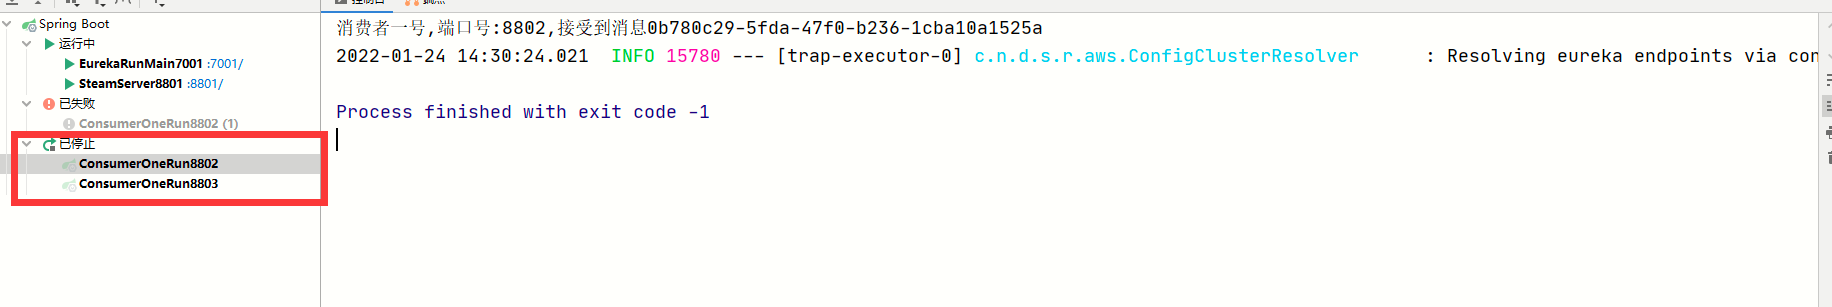 Spring Boot
运行中
EurekaRunMain7001 :7001/
SteamServer8801 :8801/
已失败
ConsumerOneRun8802 (1)
已停止
ConsumerOneRun8802
ConsumerOneRun8803
消费者一号,端口号:8802,接受到消息0b780c29-5fda-47f0-b236-1cba10a1525a
2022-01-24 14:30:24.021  INFO 15780 --- [trap-executor-0] c.n.d.s.r.aws.ConfigClusterResolver      : Resolving eureka endpoints via con
Process finished with exit code -1